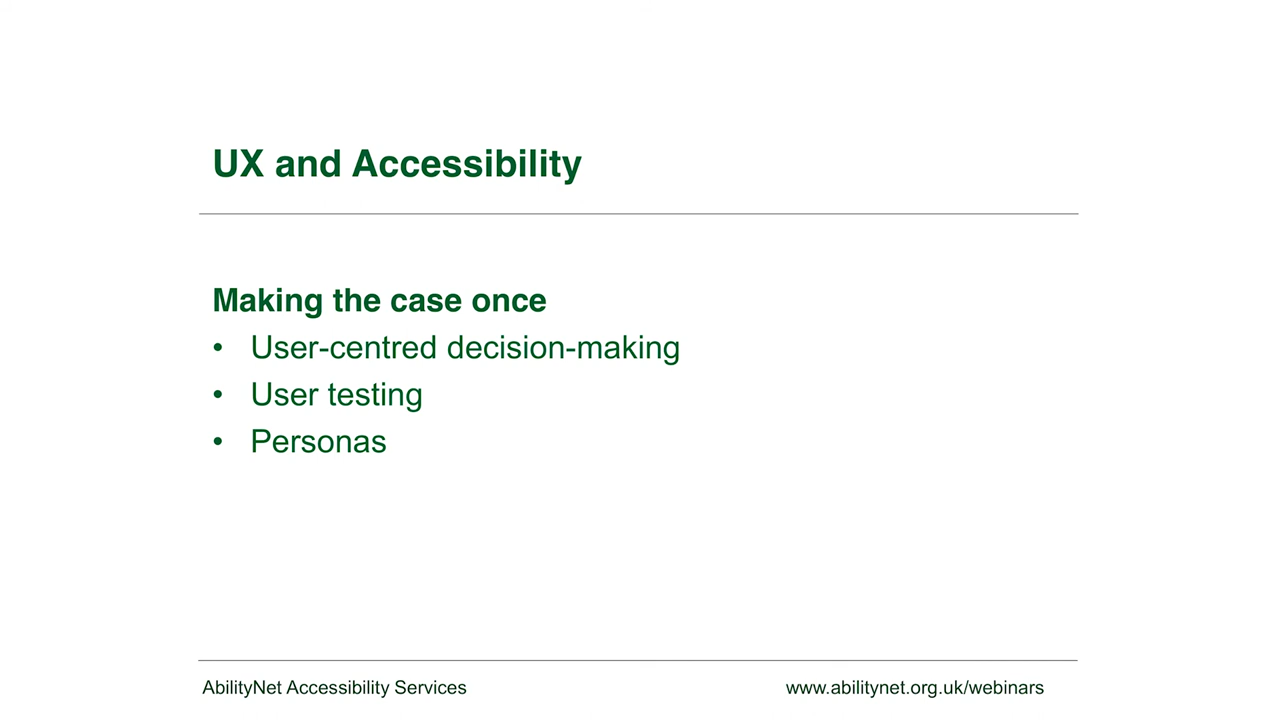 UX and Accessibility
Making the case once
• User-centred decision-making
• User testing
• Personas
AbilityNet Accessibility Services
www.abilitynet.org.uk/webinars